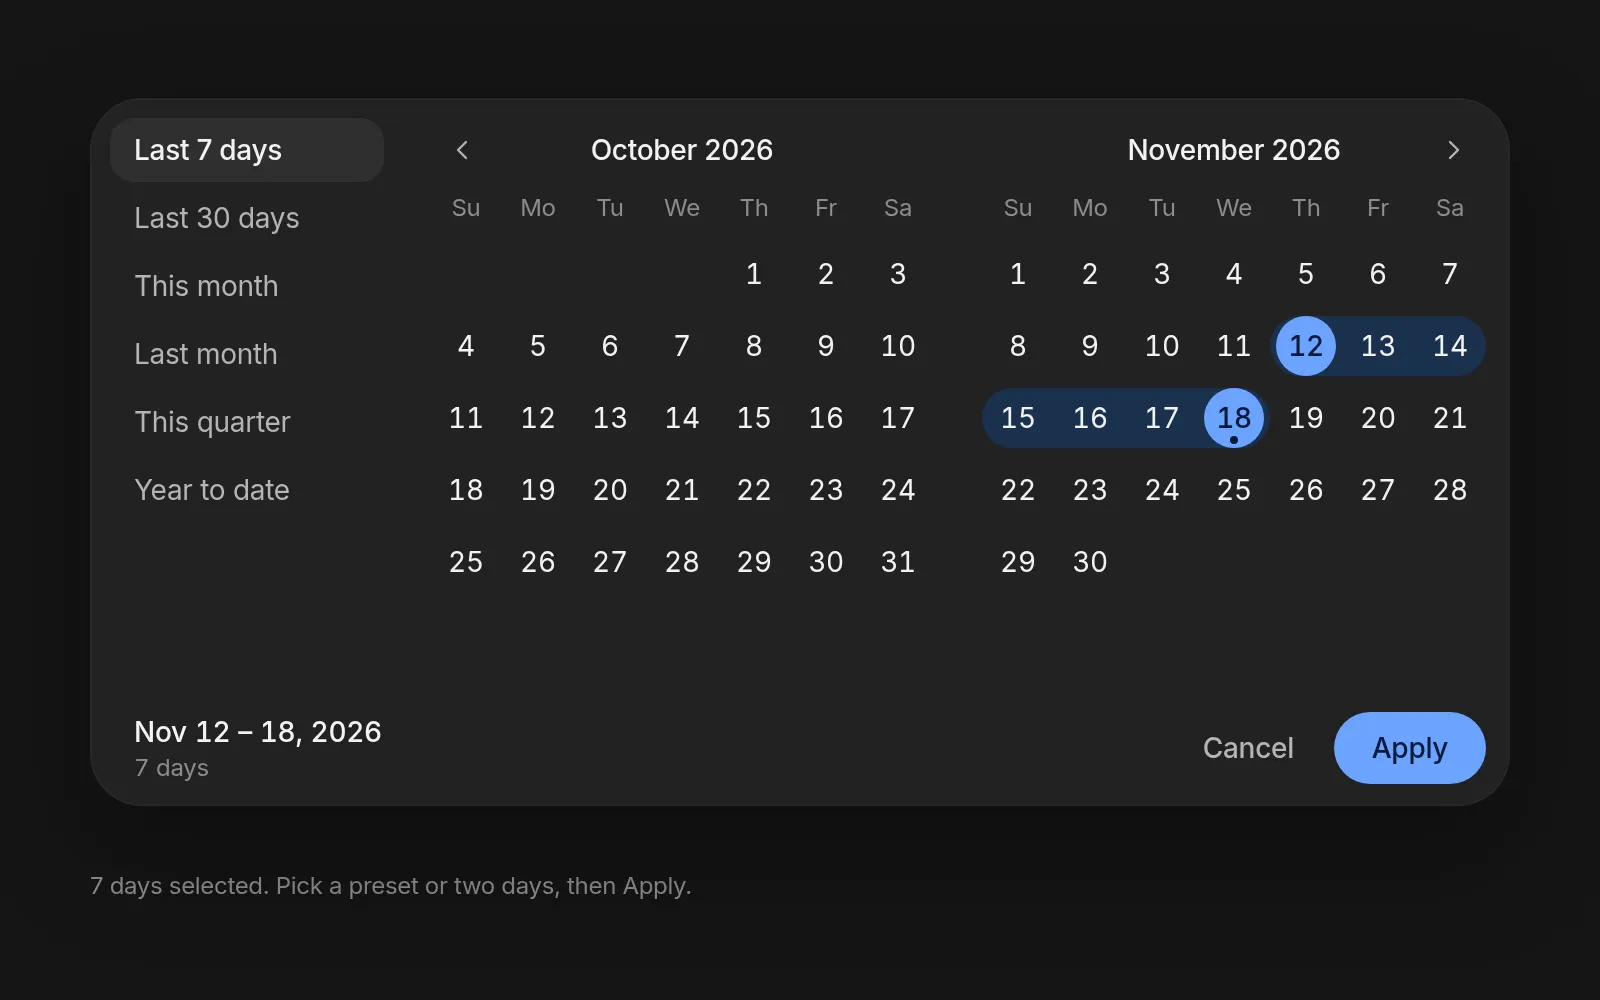 Last 7 days
Last 30 days
This month
Last month
This quarter
Year to date
October 2026
Su Mo Tu We Th Fr Sa
1 2 3
4 5 6 7 8 9 10
11 12 13 14 15 16 17
18 19 20 21 22 23 24
25 26 27 28 29 30 31
November 2026
Su Mo Tu We Th Fr Sa
1 2 3 4 5 6 7
8 9 10 11 12 13 14
15 16 17 18 19 20 21
22 23 24 25 26 27 28
29 30
Nov 12 – 18, 2026
7 days
Cancel
Apply
7 days selected. Pick a preset or two days, then Apply.